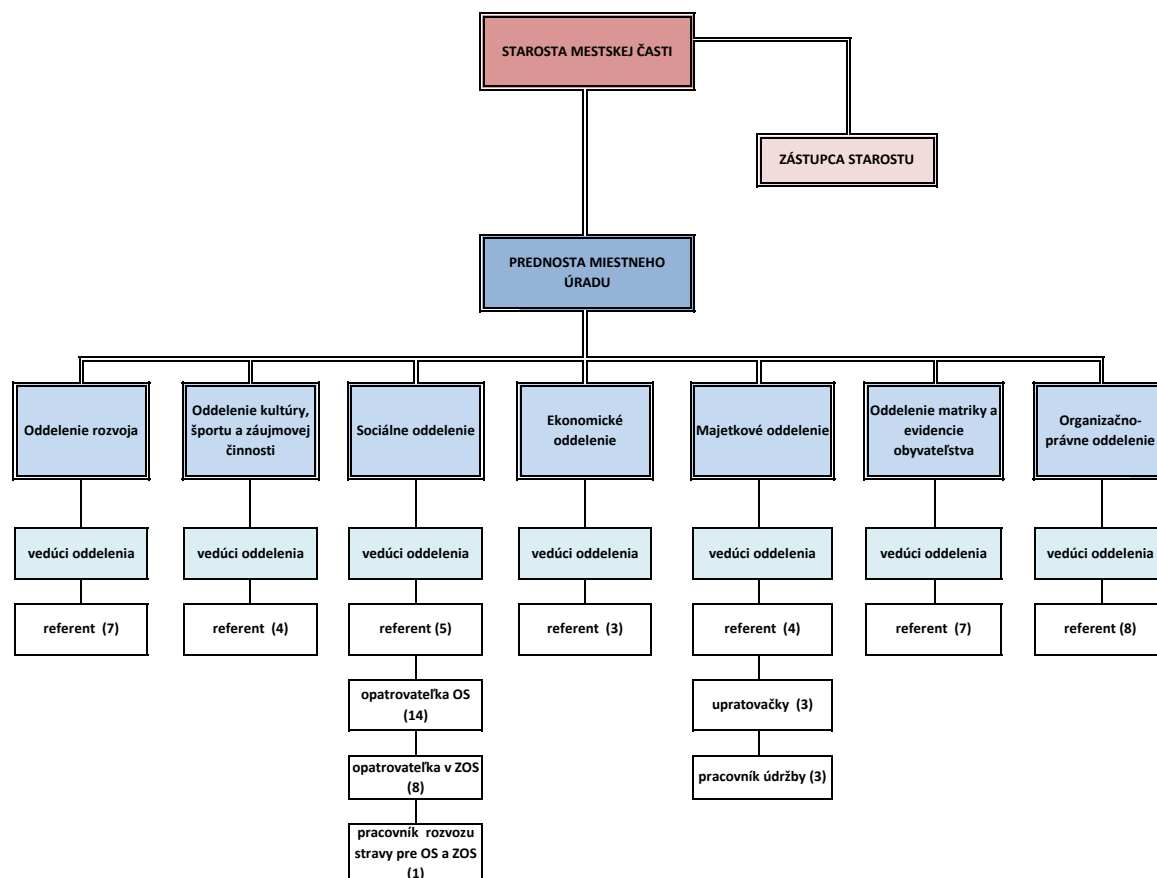 STAROSTA MESTSKEJ ČASTI
ZÁSTUPCA STAROSTU
PREDNOSTA MIESTNEHO
ÚRADU
Oddelenie rozvoja
Oddelenie kultúry,
športu a záujmovej
činnosti
Sociálne oddelenie
Ekonomické
oddelenie
Majetkové oddelenie
Oddelenie matriky a
evidencie
obyvateľstva
Organizačno-
právne oddelenie
vedúci oddelenia
vedúci oddelenia
vedúci oddelenia
vedúci oddelenia
vedúci oddelenia
vedúci oddelenia
vedúci oddelenia
referent (7)
referent (4)
referent (5)
referent (3)
referent (4)
referent (7)
referent (8)
opatrovateľka OS
(14)
upratovačky (3)
opatrovateľka v ZOS
(8)
pracovník údržby (3)
pracovník rozvozu
stravy pre OS a ZOS
(1)